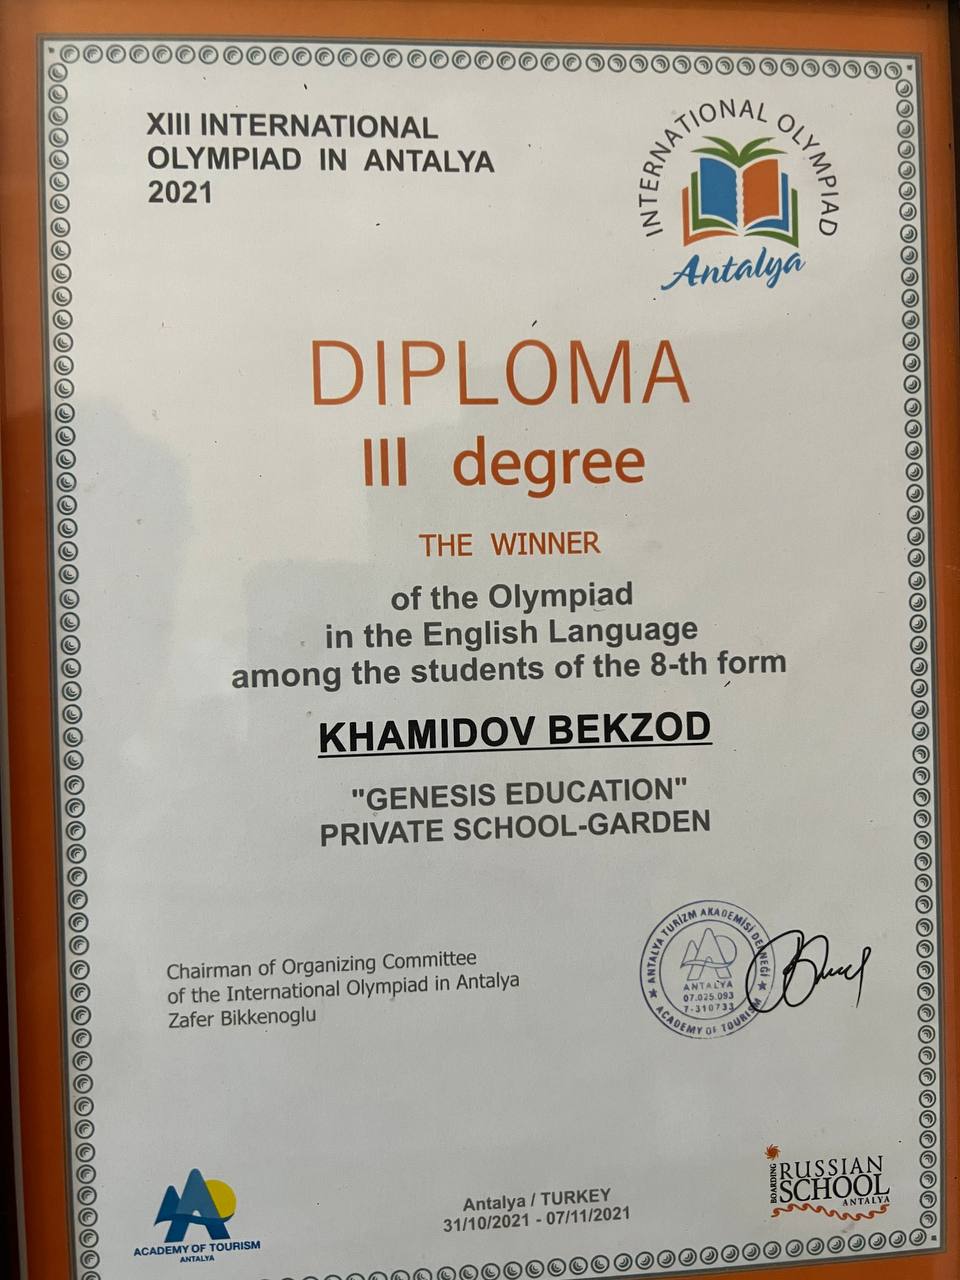 XIII INTERNATIONAL
OLYMPIAD IN ANTALYA
2021
INTERNATIONAL OLYMPIAD
Antalya
DIPLOMA
III degree
THE WINNER
of the Olympiad
in the English Language
among the students of the 8-th form
KHAMIDOV BEKZOD
"GENESIS EDUCATION"
PRIVATE SCHOOL-GARDEN
Chairman of Organizing Committee
of the International Olympiad in Antalya
Zafer Bikkenoglu
ANTALYA TURİZM AKADEMİSİ DERNEĞİ
ANTALYA
07.025.093
7-310733
ACADEMY OF TOURISM
ACADEMY OF TOURISM
ANTALYA
Antalya / TURKEY
31/10/2021 - 07/11/2021
BOARDING
RUSSIAN
SCHOOL
ANTALYA